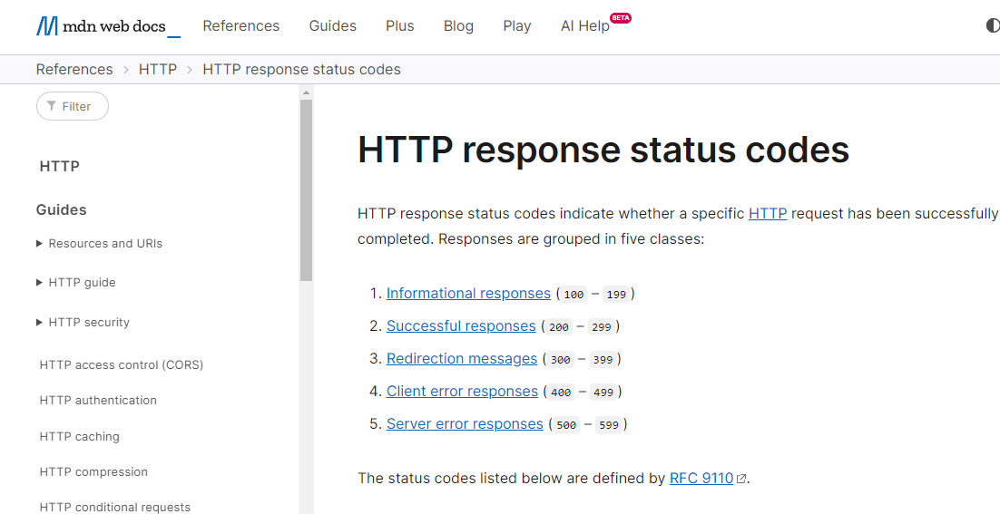 mdn web docs_
References
Guides
Plus
Blog
Play
AI Help
BETA
References > HTTP > HTTP response status codes
Filter
HTTP
Guides
Resources and URIs
HTTP guide
HTTP security
HTTP access control (CORS)
HTTP authentication
HTTP caching
HTTP compression
HTTP conditional requests
HTTP response status codes
HTTP response status codes indicate whether a specific HTTP request has been successfully
completed. Responses are grouped in five classes:
1. Informational responses (100 – 199)
2. Successful responses (200 – 299)
3. Redirection messages (300 – 399)
4. Client error responses (400 – 499)
5. Server error responses (500 – 599)
The status codes listed below are defined by RFC 9110.